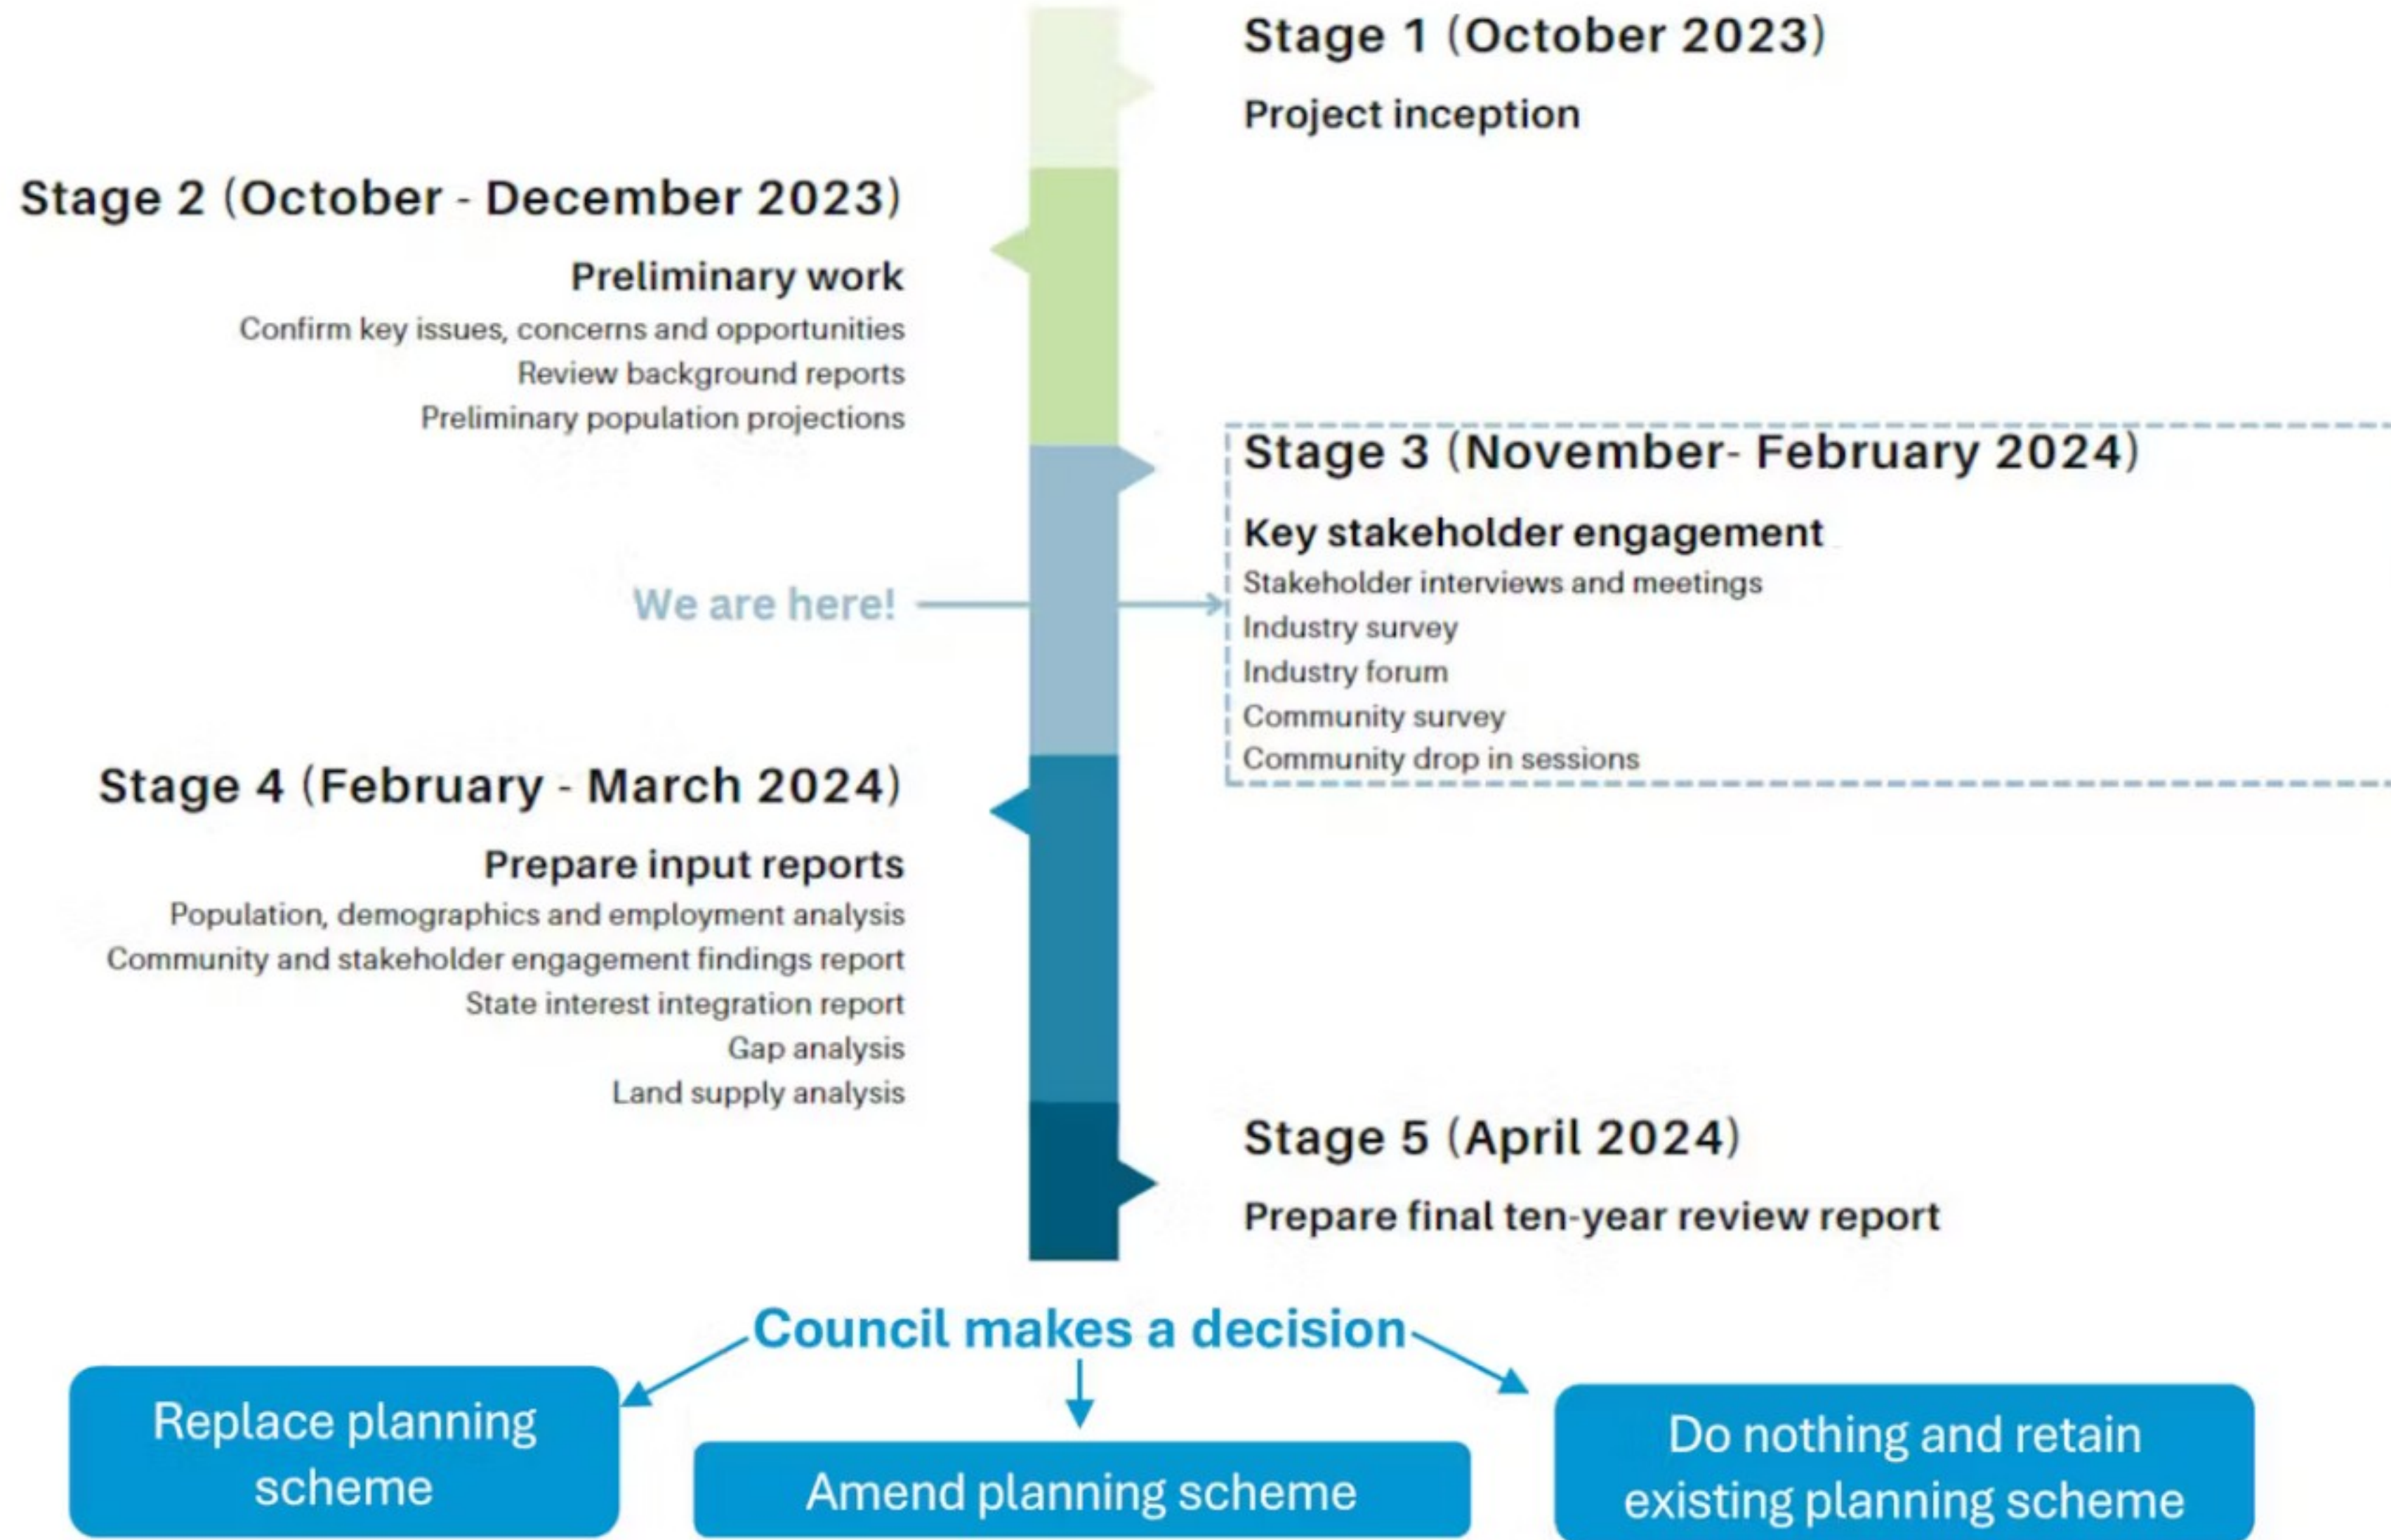 Stage 1 (October 2023)
Project inception
Stage 2 (October - December 2023)
Preliminary work
Confirm key issues, concerns and opportunities
Review background reports
Preliminary population projections
Stage 3 (November- February 2024)
Key stakeholder engagement
Stakeholder interviews and meetings
Industry survey
Industry forum
Community survey
Community drop in sessions
We are here!
Stage 4 (February - March 2024)
Prepare input reports
Population, demographics and employment analysis
Community and stakeholder engagement findings report
State interest integration report
Gap analysis
Land supply analysis
Stage 5 (April 2024)
Prepare final ten-year review report
Council makes a decision
Replace planning
scheme
Amend planning scheme
Do nothing and retain
existing planning scheme